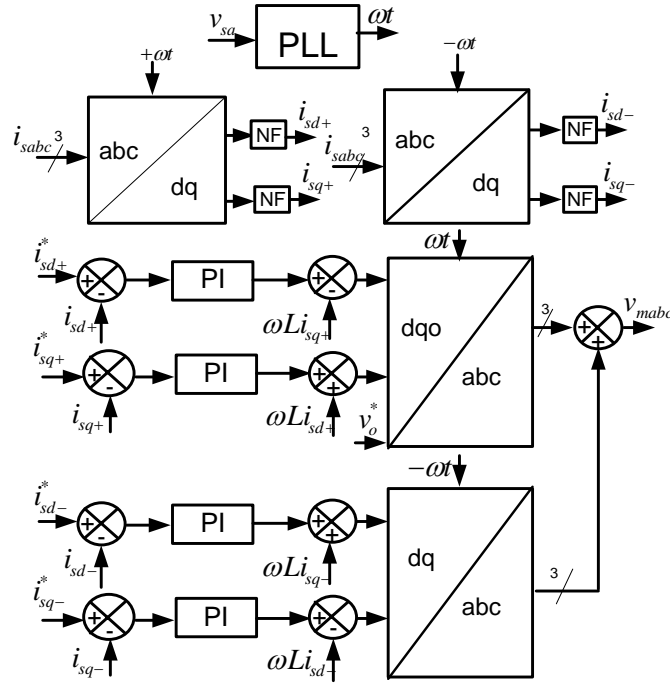 v_sa PLL ωt
+ωt −ωt
i_sabc 3 abc dq NF i_sd+ NF i_sq+
i_sabc 3 abc dq NF i_sd− NF i_sq−
ωt
i*_sd+ + - PI + - dqo abc 3 + + v_mabc
i_sd+ ωLi_sq+
i*_sq+ + - PI + +
i_sq+ ωLi_sd+ v*_o
−ωt
i*_sd− + - PI + + dq abc 3
i_sd− ωLi_sq−
i*_sq− + - PI + -
i_sq− ωLi_sd−